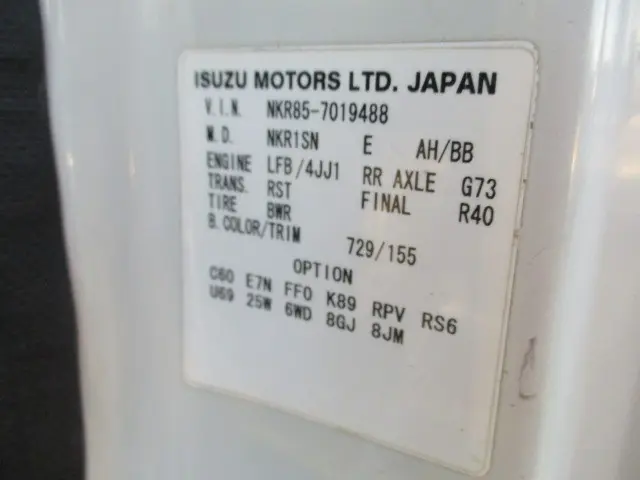 ISUZU MOTORS LTD. JAPAN
V.I.N. NKR85-7019488
M.D. NKR1SN E AH/BB
ENGINE LFB/4JJ1 RR AXLE G73
TRANS. RST FINAL R40
TIRE BWR
B.COLOR/TRIM 729/155
OPTION
C60 E7N FF0 K89 RPV RS6
U69 25W 6WD 8GJ 8JM